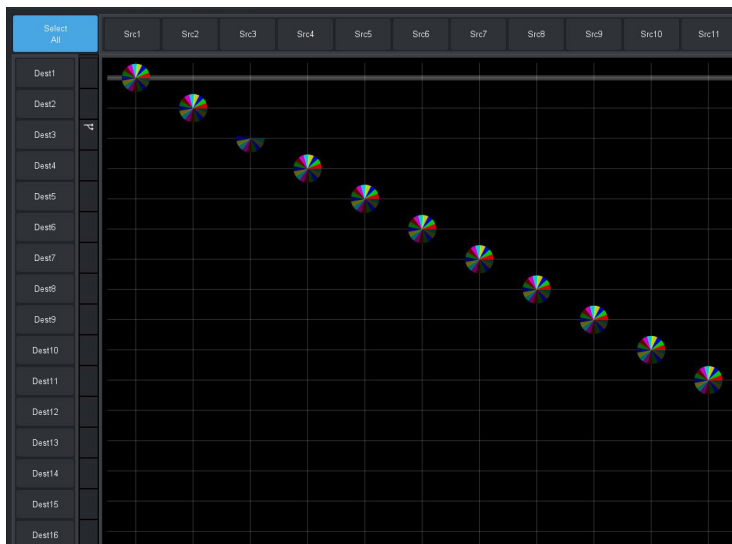 Select
All
Src1 Src2 Src3 Src4 Src5 Src6 Src7 Src8 Src9 Src10 Src11
Dest1
Dest2
Dest3
Dest4
Dest5
Dest6
Dest7
Dest8
Dest9
Dest10
Dest11
Dest12
Dest13
Dest14
Dest15
Dest16